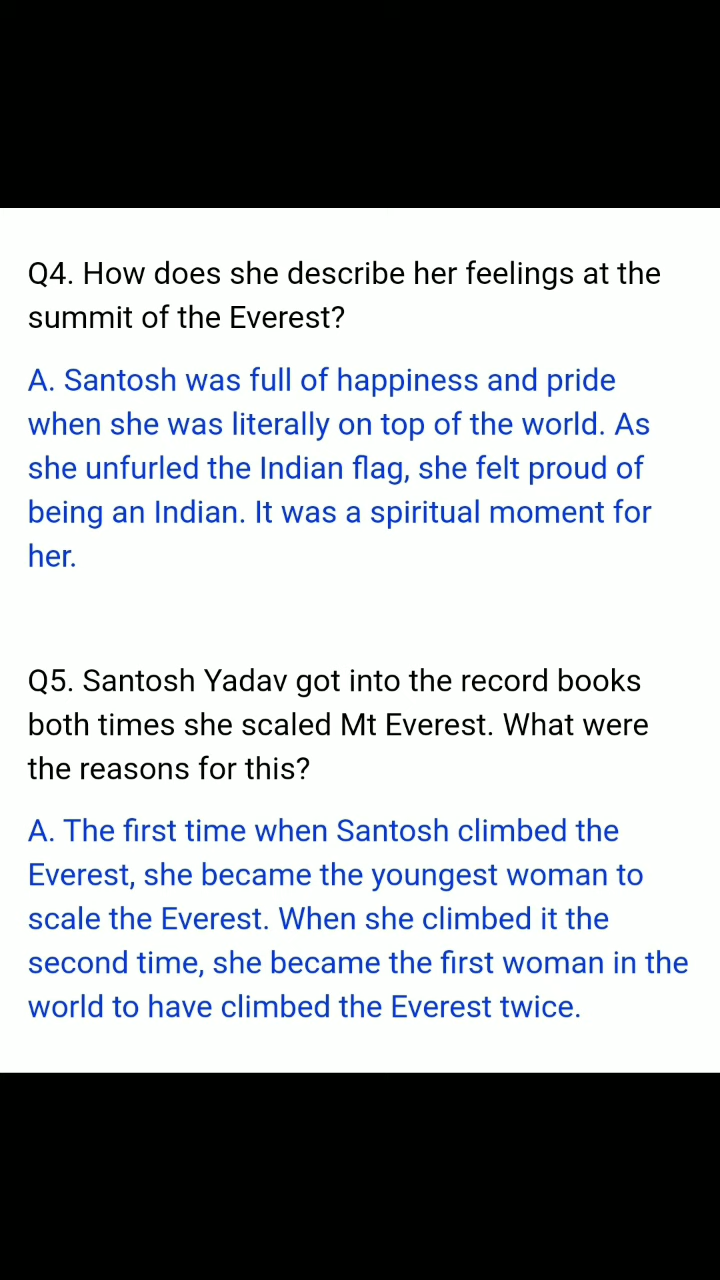 Q4. How does she describe her feelings at the
summit of the Everest?
A. Santosh was full of happiness and pride
when she was literally on top of the world. As
she unfurled the Indian flag, she felt proud of
being an Indian. It was a spiritual moment for
her.
Q5. Santosh Yadav got into the record books
both times she scaled Mt Everest. What were
the reasons for this?
A. The first time when Santosh climbed the
Everest, she became the youngest woman to
scale the Everest. When she climbed it the
second time, she became the first woman in the
world to have climbed the Everest twice.